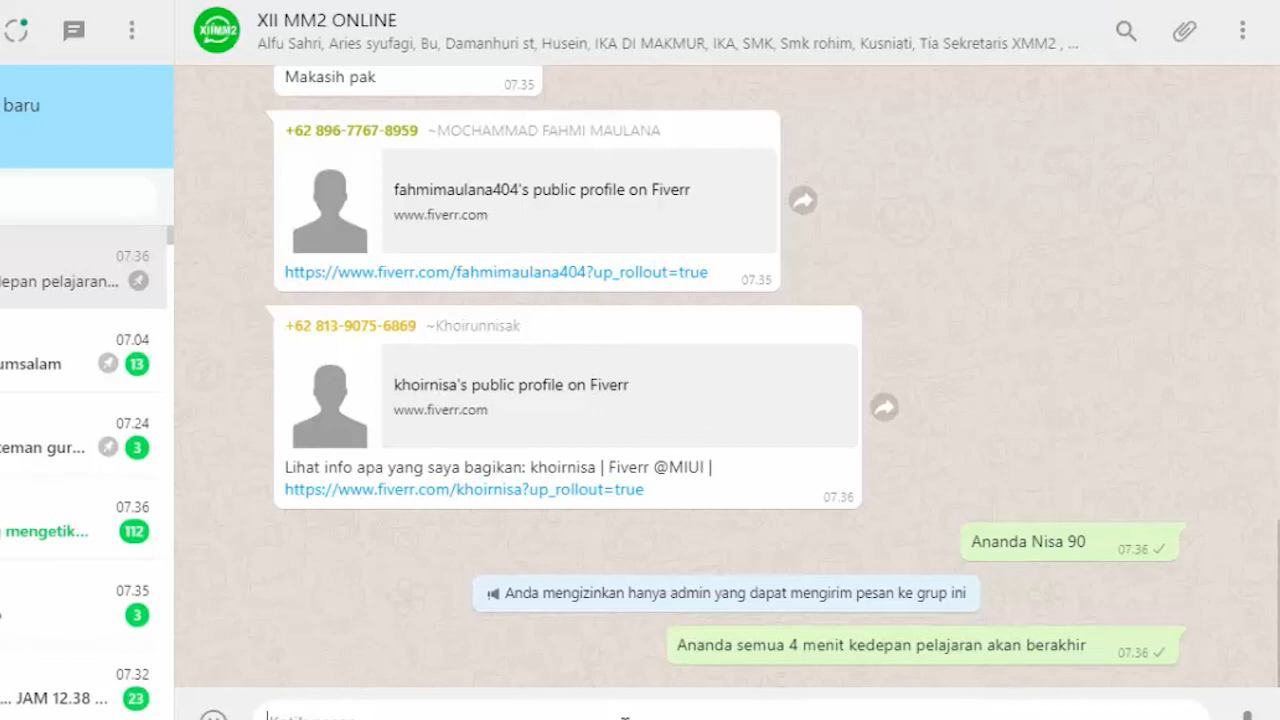 XIIMM2
XII MM2 ONLINE
Alfu Sahri, Aries syufagi, Bu, Damanhuri st, Husein, IKA DI MAKMUR, IKA, SMK, Smk rohim, Kusniati, Tia Sekretaris XMM2 , ...
baru
07.36
depan pelajaran...
07.04
umsalam
13
07.24
teman gur...
3
07.36
mengetik...
112
07.35
3
07.32
... JAM 12.38 ...
23
Makasih pak
07.35
+62 896-7767-8959 ~MOCHAMMAD FAHMI MAULANA
fahmimaulana404's public profile on Fiverr
www.fiverr.com
https://www.fiverr.com/fahmimaulana404?up_rollout=true
07.35
+62 813-9075-6869 ~Khoirunnisak
khoirnisa's public profile on Fiverr
www.fiverr.com
Lihat info apa yang saya bagikan: khoirnisa | Fiverr @MIUI |
https://www.fiverr.com/khoirnisa?up_rollout=true
07.36
Ananda Nisa 90
07.36
Anda mengizinkan hanya admin yang dapat mengirim pesan ke grup ini
Ananda semua 4 menit kedepan pelajaran akan berakhir
07.36